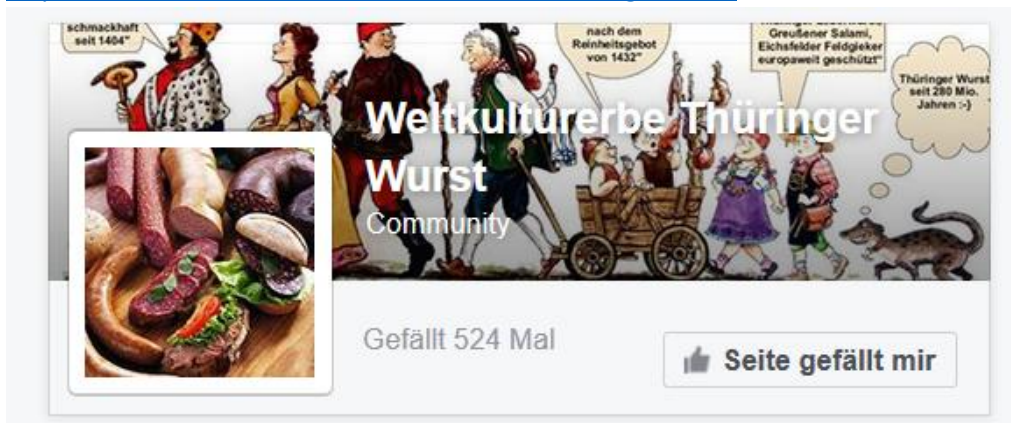 schmackhaft
seit 1404"
nach dem
Reinheitsgebot
von 1432"
Greußener Salami,
Eichsfelder Feldgieker
europaweit geschützt"
Thüringer Wurst
seit 280 Mio.
Jahren :-}
Weltkulturerbe Thüringer
Wurst
Community
Gefällt 524 Mal
Seite gefällt mir